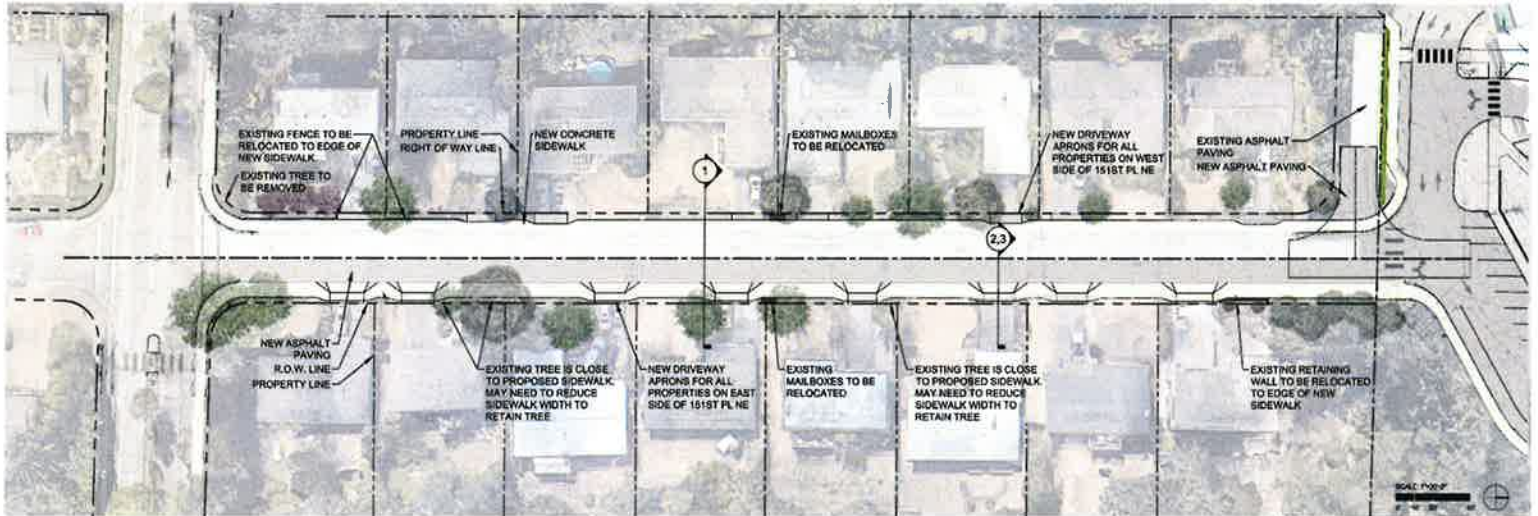 EXISTING FENCE TO BE
RELOCATED TO EDGE OF
NEW SIDEWALK
EXISTING TREE TO
BE REMOVED
PROPERTY LINE
RIGHT OF WAY LINE
NEW CONCRETE
SIDEWALK
1
EXISTING MAILBOXES
TO BE RELOCATED
2,3
NEW DRIVEWAY
APRONS FOR ALL
PROPERTIES ON WEST
SIDE OF 151ST PL NE
EXISTING ASPHALT
PAVING
NEW ASPHALT PAVING
NEW ASPHALT
PAVING
R.O.W. LINE
PROPERTY LINE
EXISTING TREE IS CLOSE
TO PROPOSED SIDEWALK.
MAY NEED TO REDUCE
SIDEWALK WIDTH TO
RETAIN TREE
NEW DRIVEWAY
APRONS FOR ALL
PROPERTIES ON EAST
SIDE OF 151ST PL NE
EXISTING
MAILBOXES TO BE
RELOCATED
EXISTING TREE IS CLOSE
TO PROPOSED SIDEWALK.
MAY NEED TO REDUCE
SIDEWALK WIDTH TO
RETAIN TREE
EXISTING RETAINING
WALL TO BE RELOCATED
TO EDGE OF NEW
SIDEWALK
SCALE: